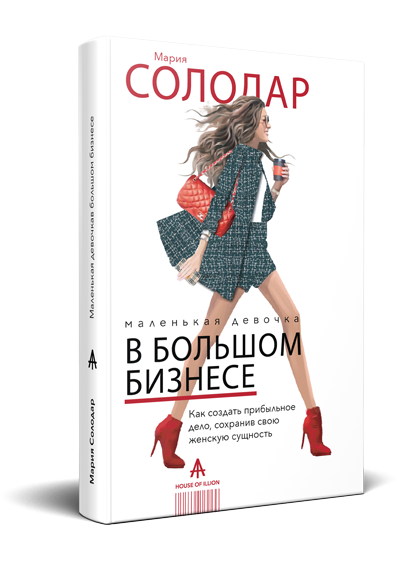 Мария
СОЛОДАР
маленькая девочка
В БОЛЬШОМ
БИЗНЕСЕ
Как создать прибыльное
дело, сохранив свою
женскую сущность
HOUSE OF ILLION
Мария Солодар
Маленькая девочкав большом бизнесе